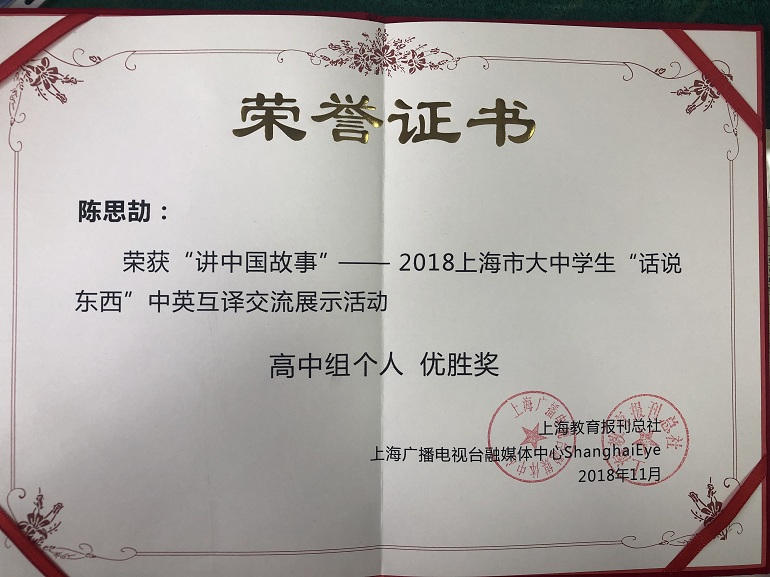 荣誉证书
陈思劼：
荣获“讲中国故事”—— 2018上海市大中学生“话说
东西”中英互译交流展示活动
高中组个人 优胜奖
上海教育报刊总社
上海广播电视台融媒体中心ShanghaiEye
2018年11月